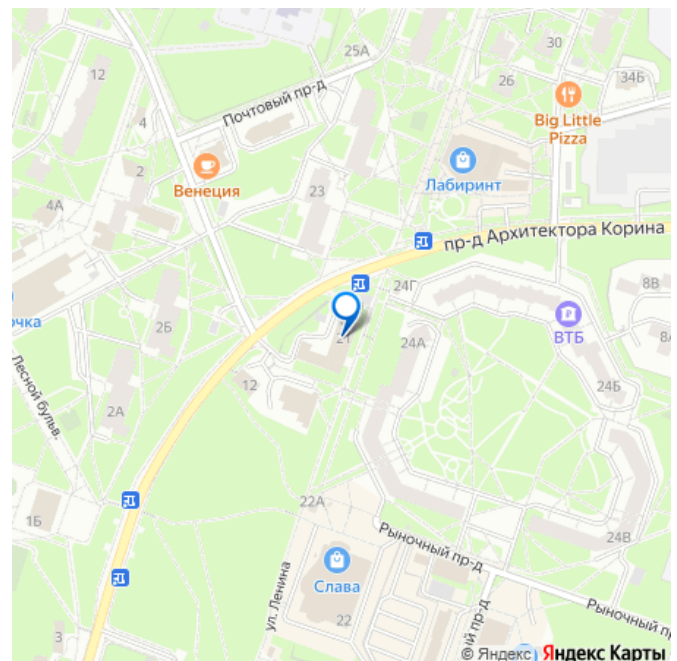 25А
30
12
26
34Б
Почтовый пр-д
4
Big Little
Pizza
2
Венеция
Лабиринт
23
4А
пр-д Архитектора Корина
24Г
8В
очка
2Б
21
24А
ВТБ
8А
Лесной бульв.
12
24Б
2А
22А
1Б
Рыночный пр-д
24В
ул. Ленина
Слава
22
Рыночный п
ный пр-д
3
© Яндекс Яндекс Карты